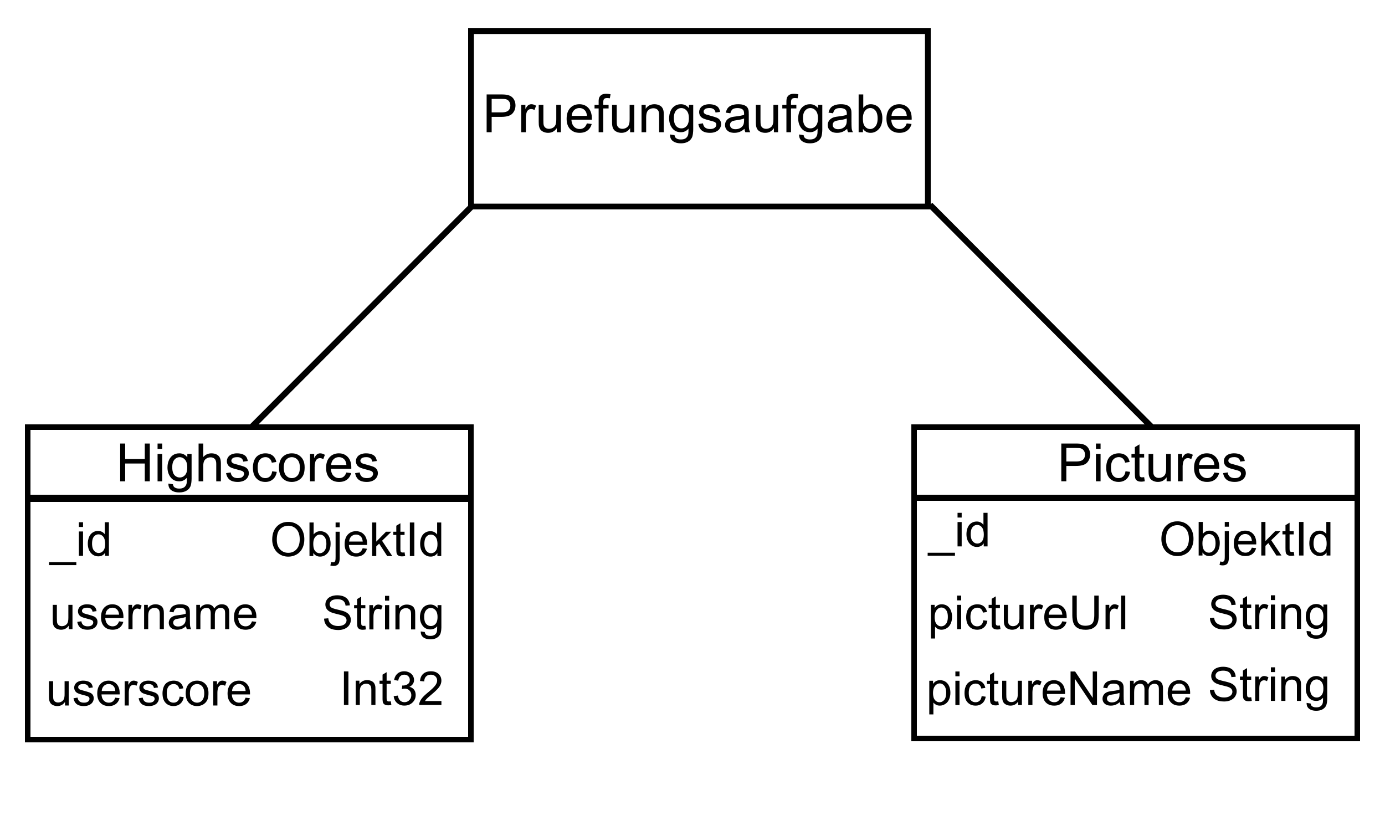 Pruefungsaufgabe
Highscores
_id ObjektId
username String
userscore Int32
Pictures
_id ObjektId
pictureUrl String
pictureName String